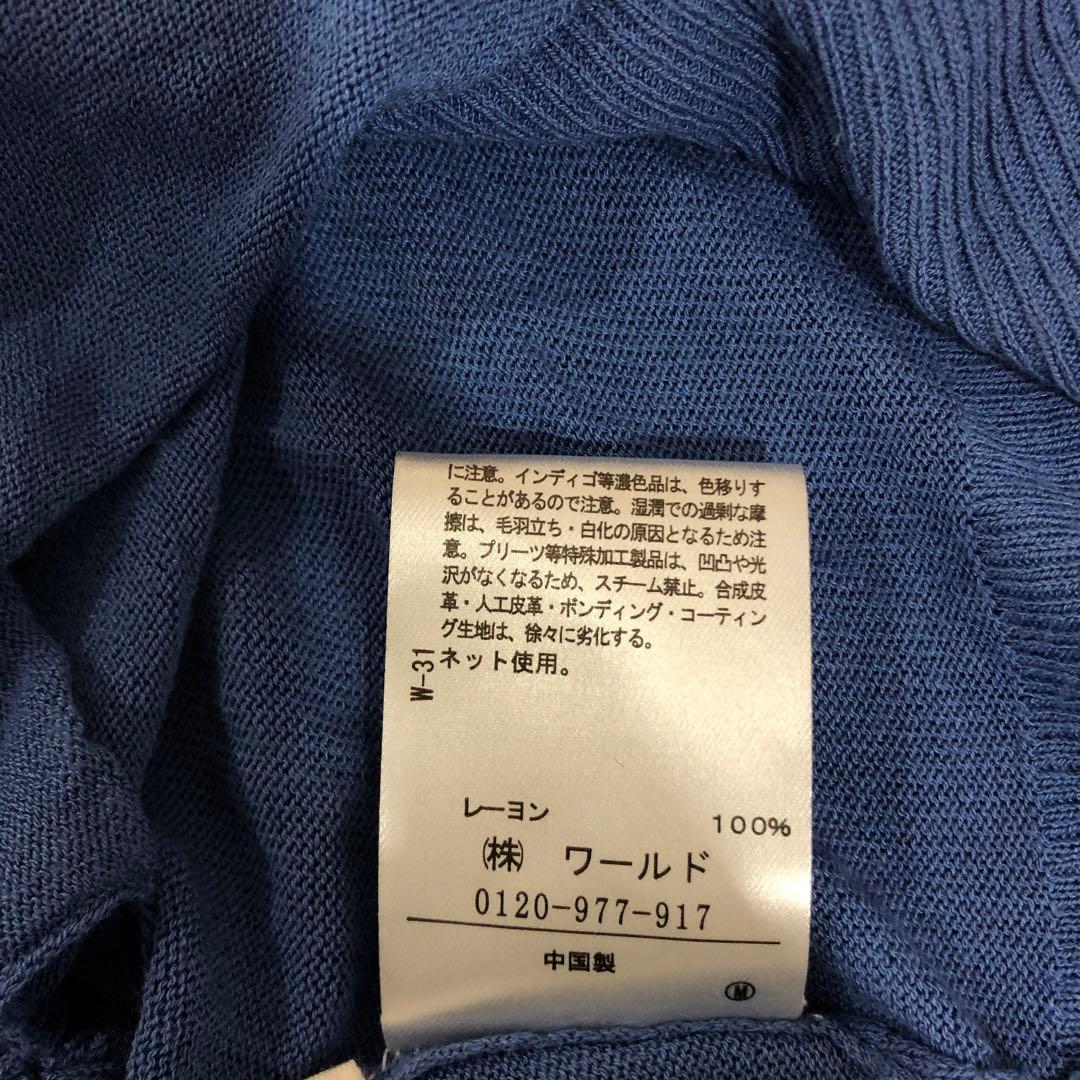 に注意。インディゴ等濃色品は、色移りす
ることがあるので注意。湿潤での過剰な摩
擦は、毛羽立ち・白化の原因となるため注
意。プリーツ等特殊加工製品は、凹凸や光
沢がなくなるため、スチーム禁止。合成皮
革・人工皮革・ボンディング・コーティン
グ生地は、徐々に劣化する。
ネット使用。
W-31
レーヨン 100%
㈱ ワールド
0120-977-917
中国製
Ⓜ